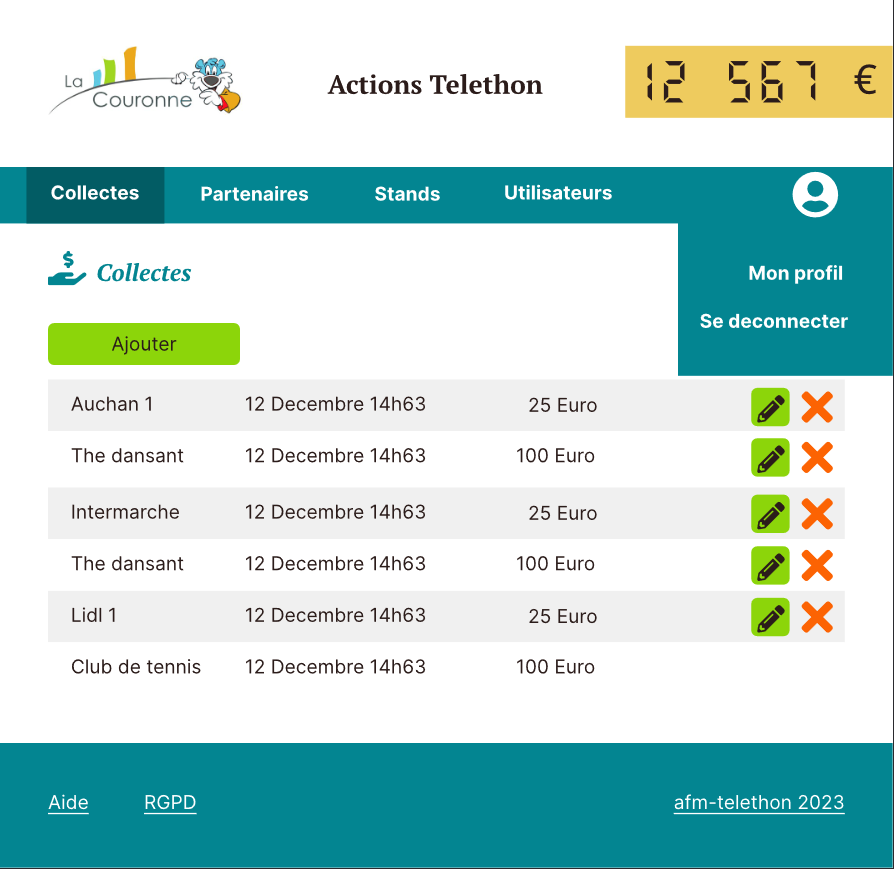 La
Couronne
Actions Telethon
12 567 €
Collectes
Partenaires
Stands
Utilisateurs
Mon profil
Se deconnecter
$
Collectes
Ajouter
Auchan 1 12 Decembre 14h63 25 Euro
The dansant 12 Decembre 14h63 100 Euro
Intermarche 12 Decembre 14h63 25 Euro
The dansant 12 Decembre 14h63 100 Euro
Lidl 1 12 Decembre 14h63 25 Euro
Club de tennis 12 Decembre 14h63 100 Euro
Aide
RGPD
afm-telethon 2023